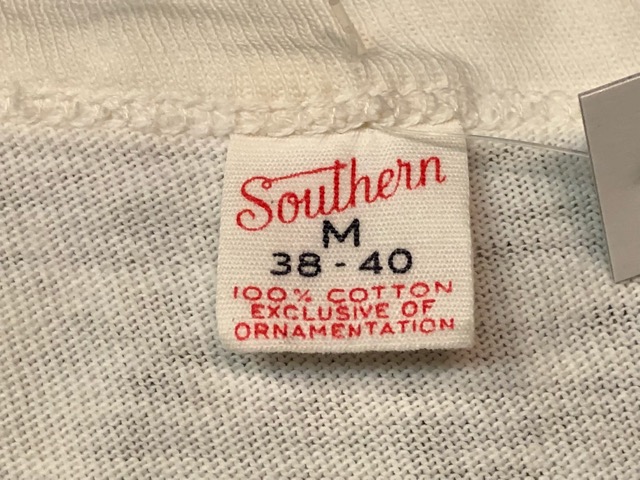 Southern
M
38 - 40
100% COTTON
EXCLUSIVE OF
ORNAMENTATION